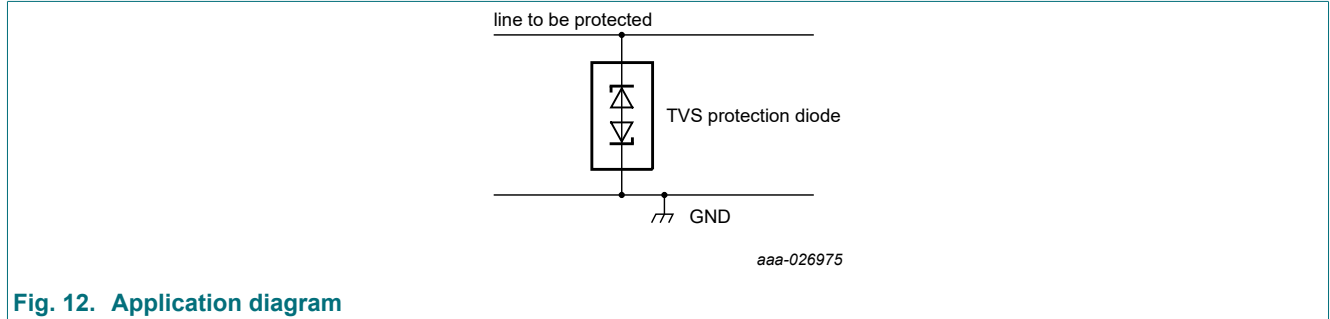 line to be protected
TVS protection diode
GND
aaa-026975
Fig. 12. Application diagram